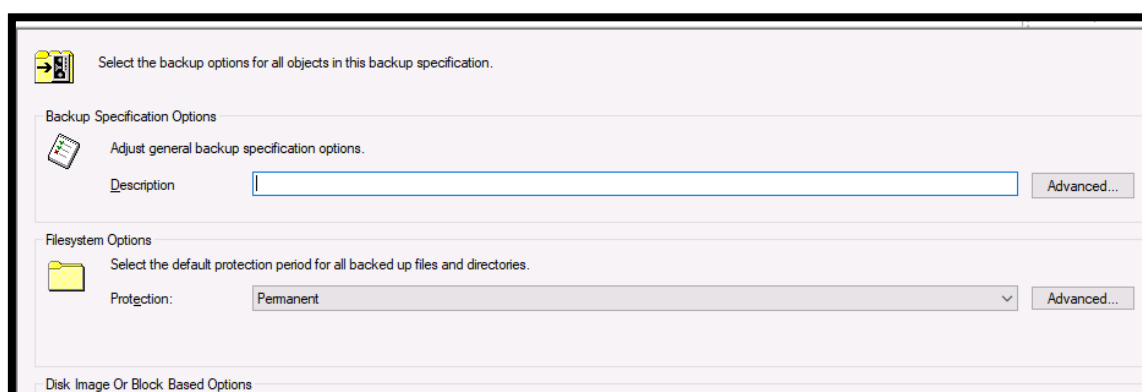 Select the backup options for all objects in this backup specification.
Backup Specification Options
Adjust general backup specification options.
Description
Advanced...
Filesystem Options
Select the default protection period for all backed up files and directories.
Protection: Permanent
Advanced...
Disk Image Or Block Based Options